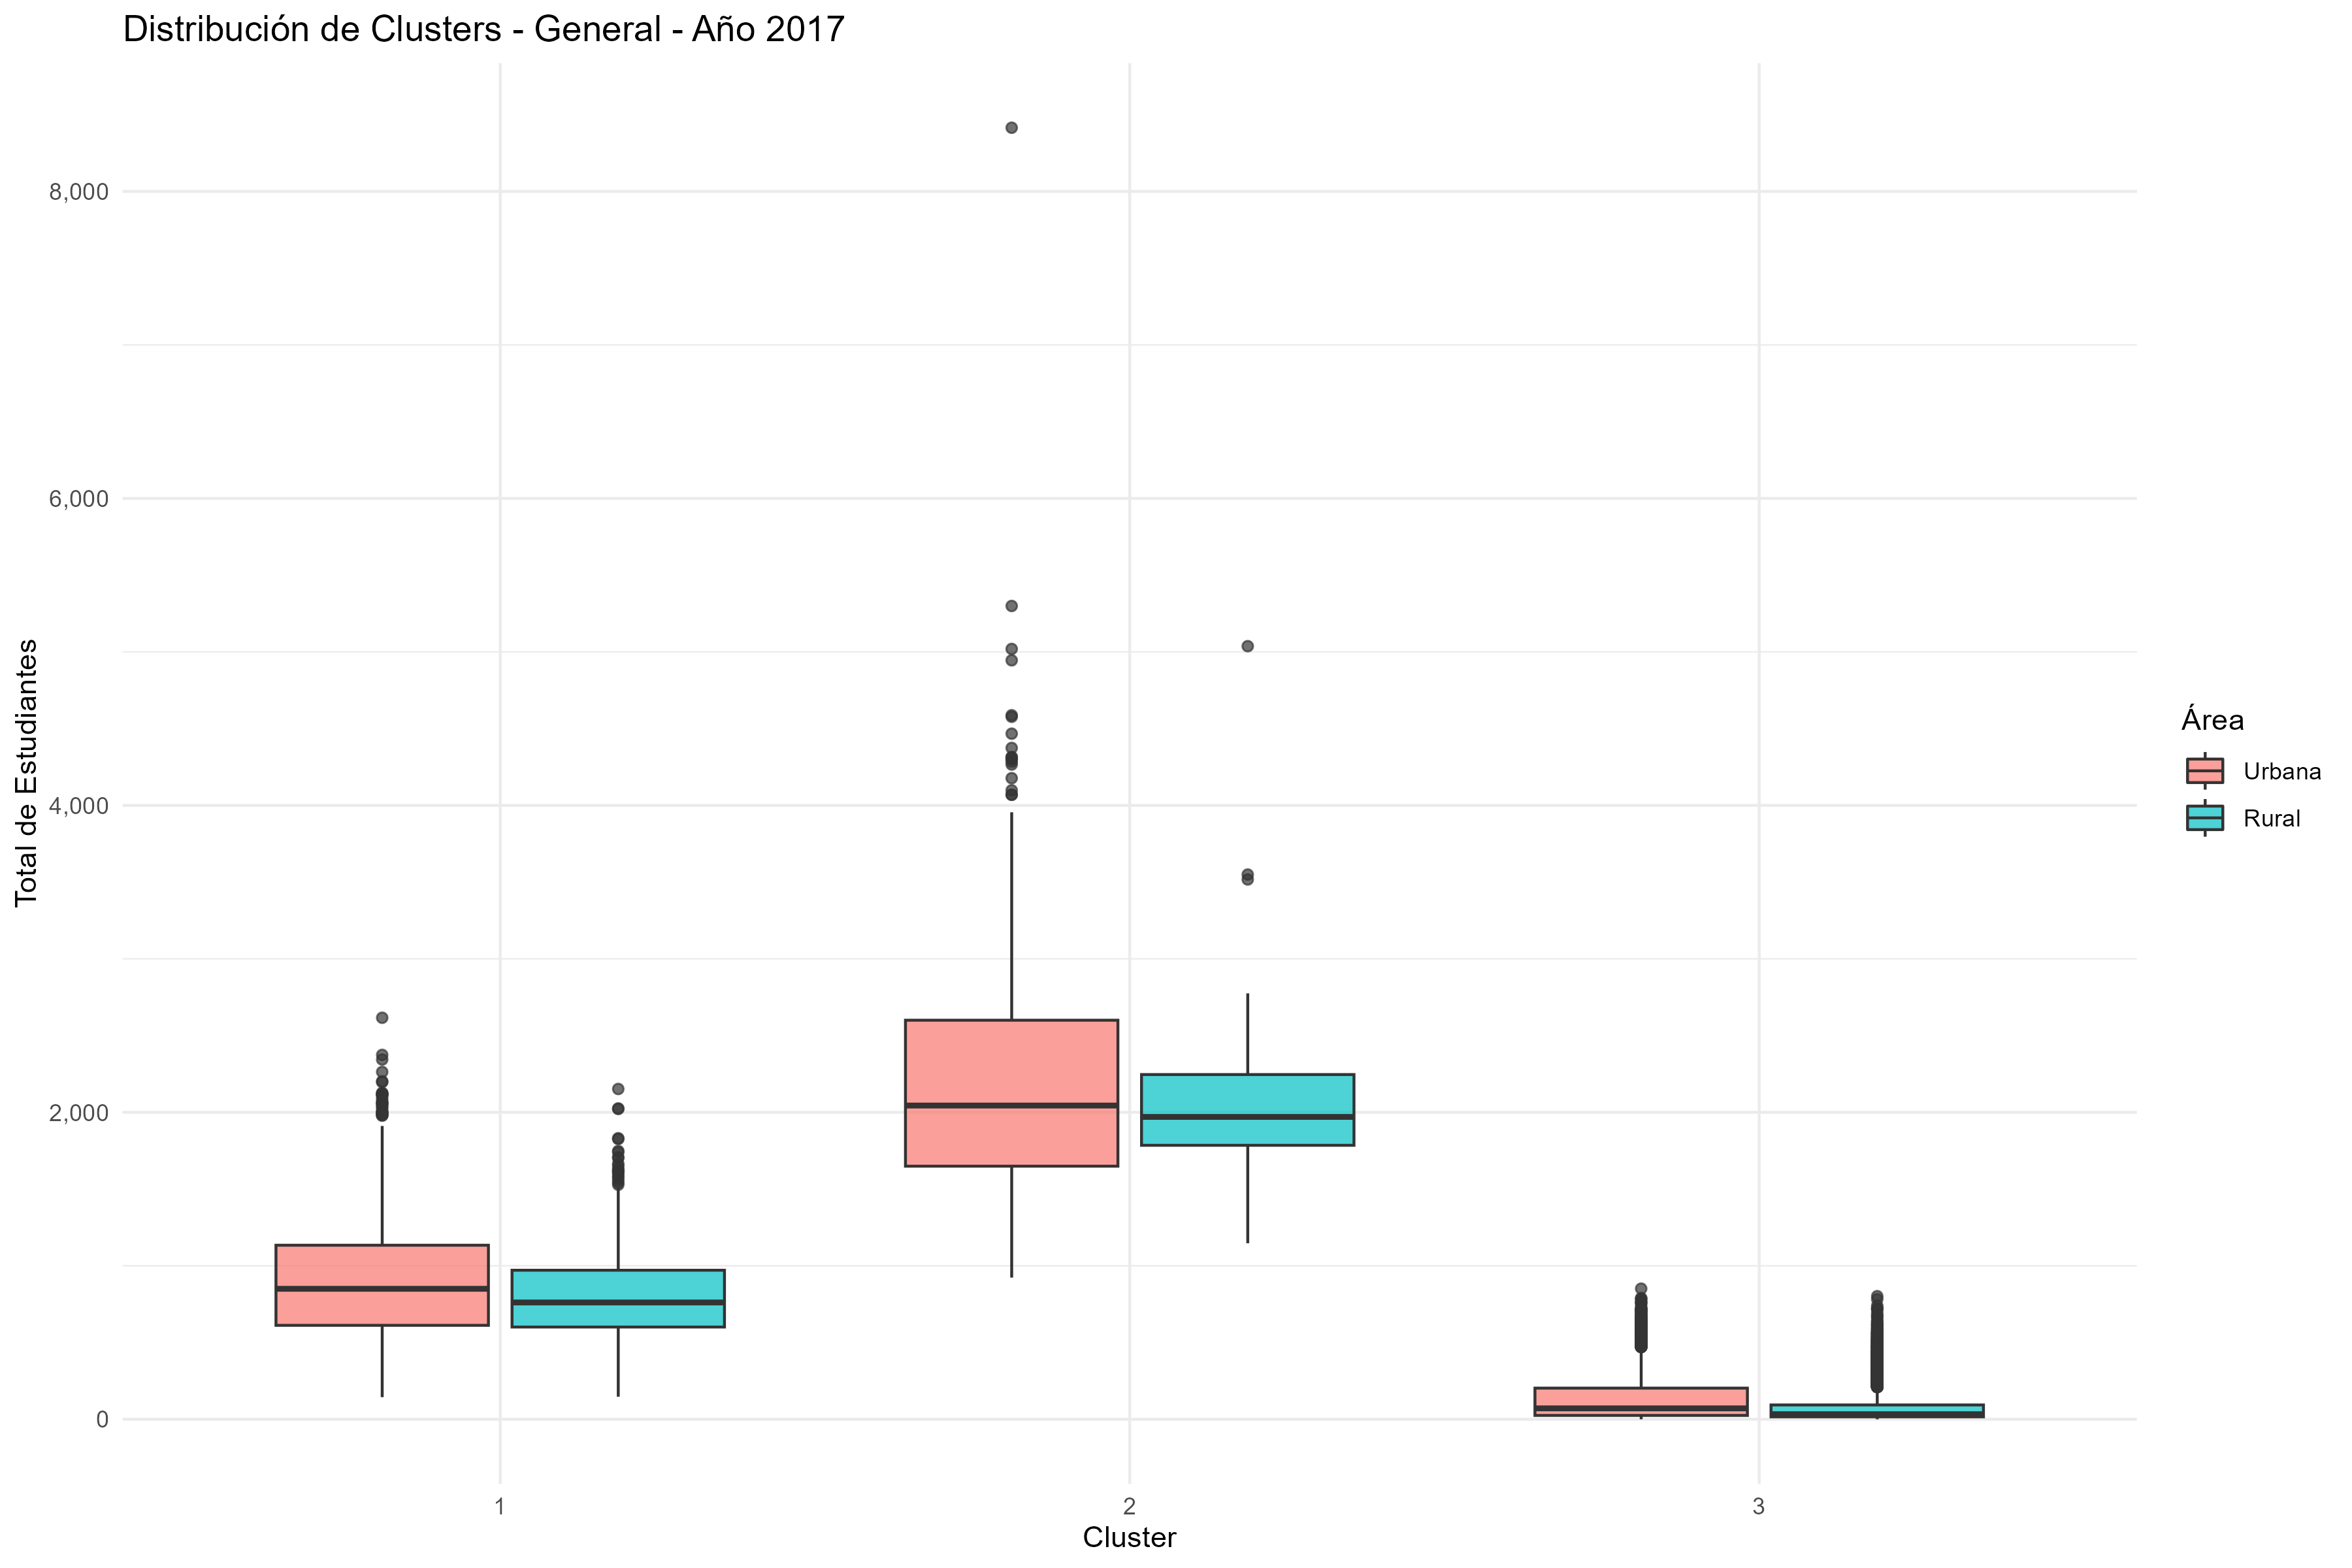 Distribución de Clusters - General - Año 2017
Total de Estudiantes
8,000
6,000
4,000
2,000
0
1
2
3
Cluster
Área
Urbana
Rural